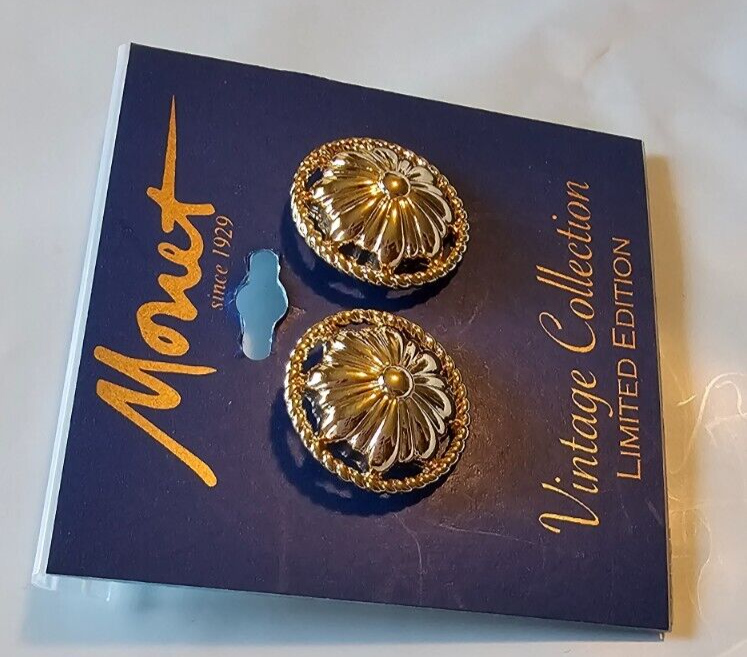 Monet
since 1929
Vintage Collection
LIMITED EDITION